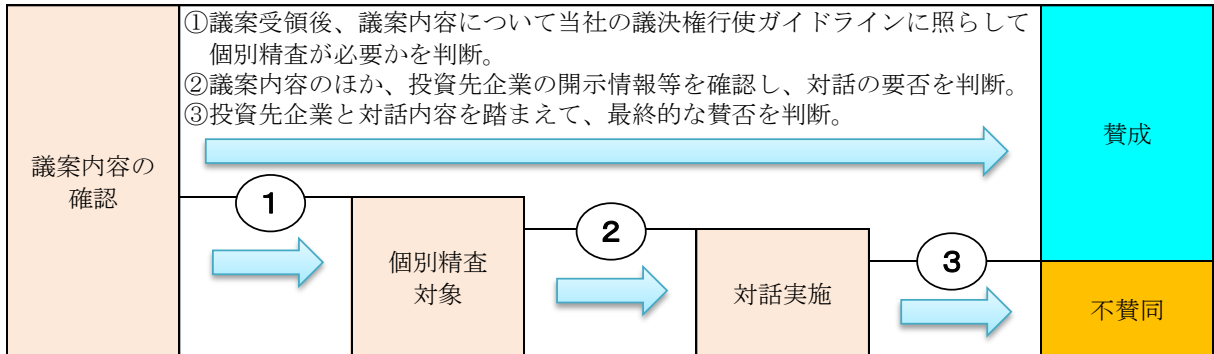 ①議案受領後、議案内容について当社の議決権行使ガイドラインに照らして
個別精査が必要かを判断。
②議案内容のほか、投資先企業の開示情報等を確認し、対話の要否を判断。
③投資先企業と対話内容を踏まえて、最終的な賛否を判断。
議案内容の
確認
1
個別精査
対象
2
対話実施
3
賛成
不賛同